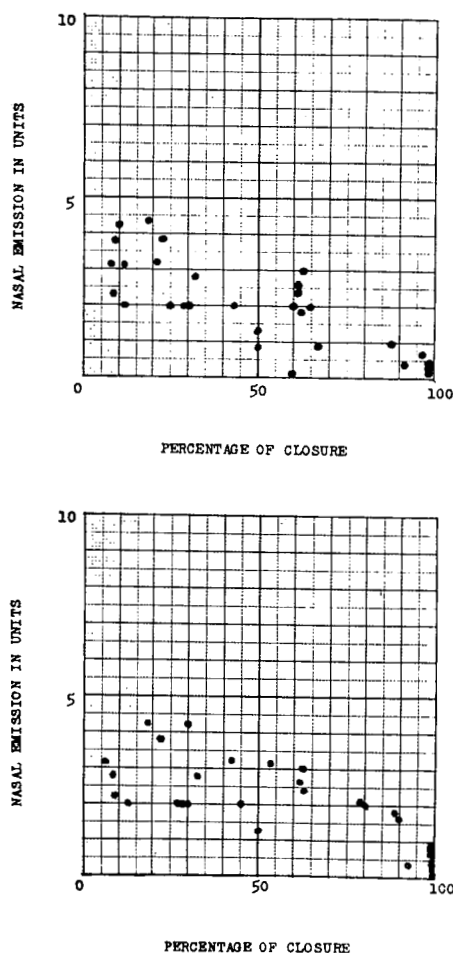 10
NASAL EMISSION IN UNITS
5
0
50
100
PERCENTAGE OF CLOSURE
10
NASAL EMISSION IN UNITS
5
0
50
100
PERCENTAGE OF CLOSURE